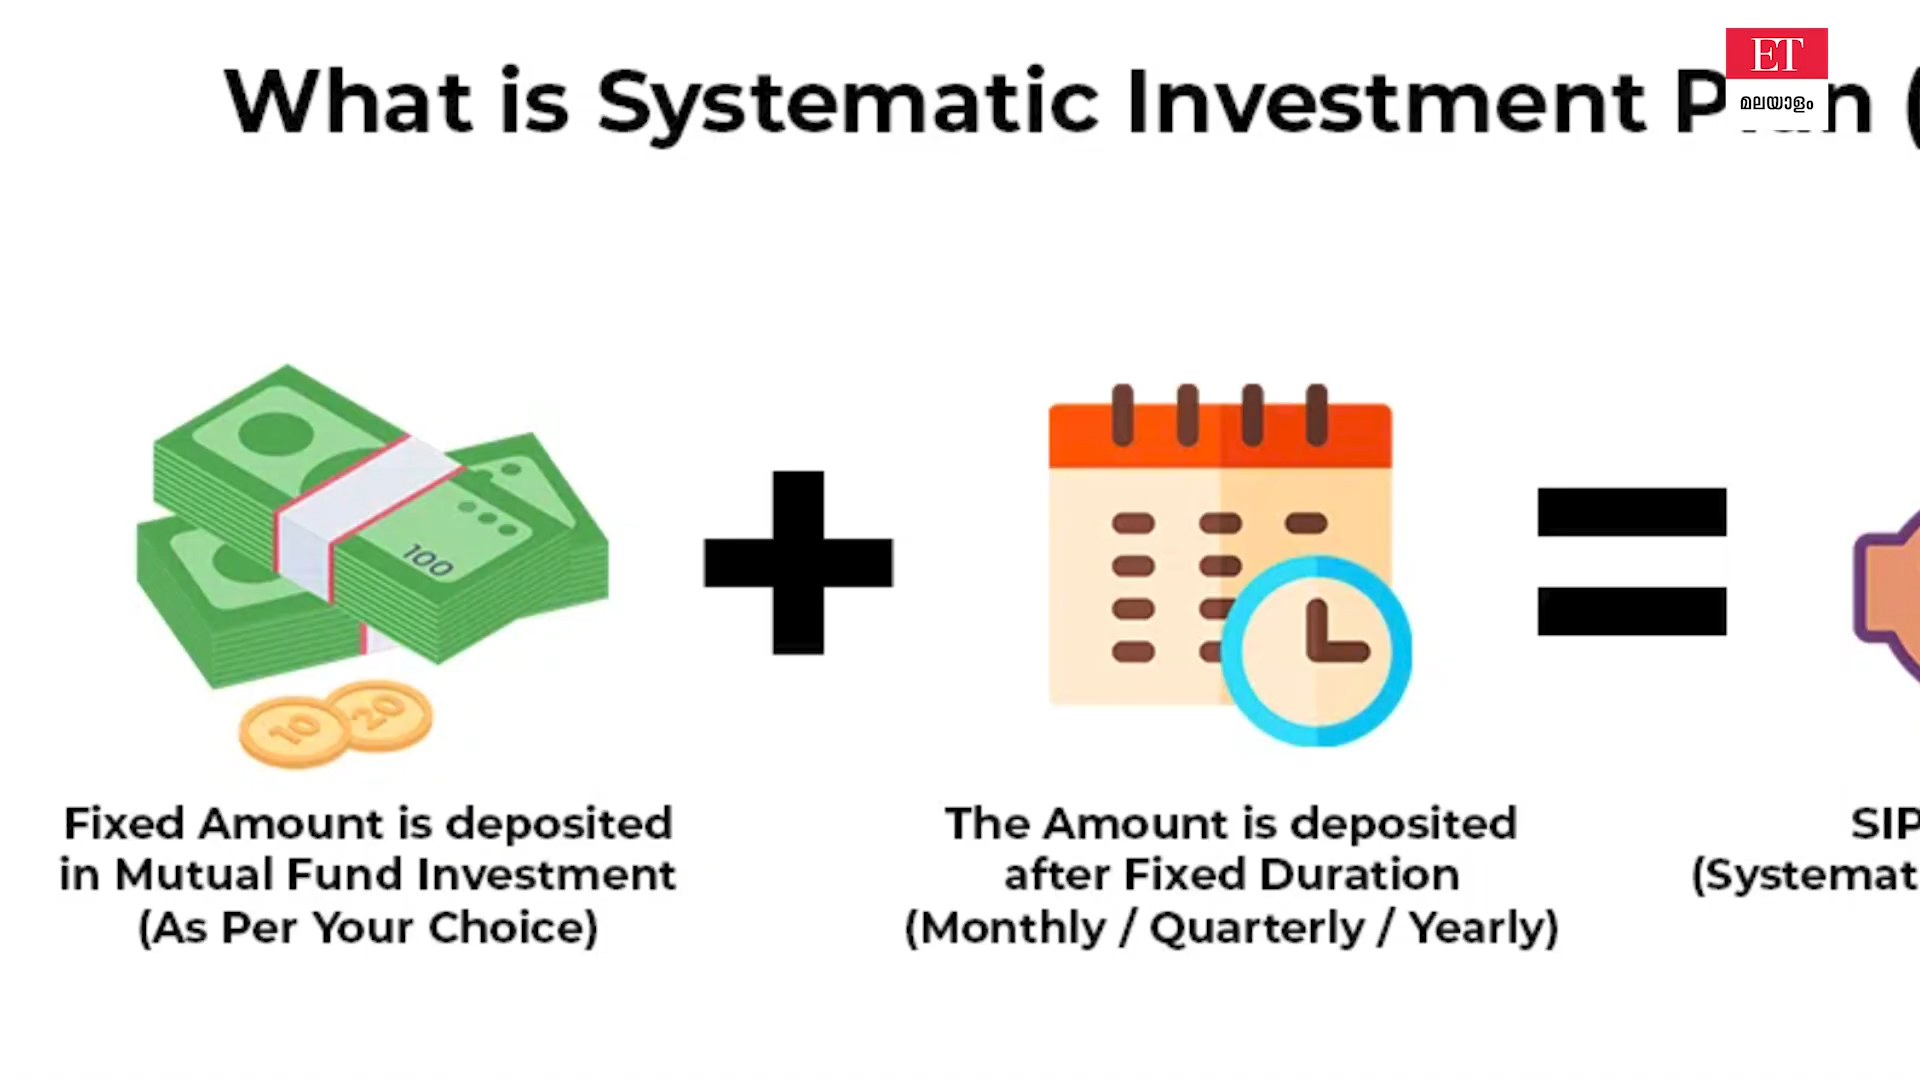 What is Systematic Investment Plan (
ET
മലയാളം
100
10
20
Fixed Amount is deposited
in Mutual Fund Investment
(As Per Your Choice)
The Amount is deposited
after Fixed Duration
(Monthly / Quarterly / Yearly)
SIP
(Systemat